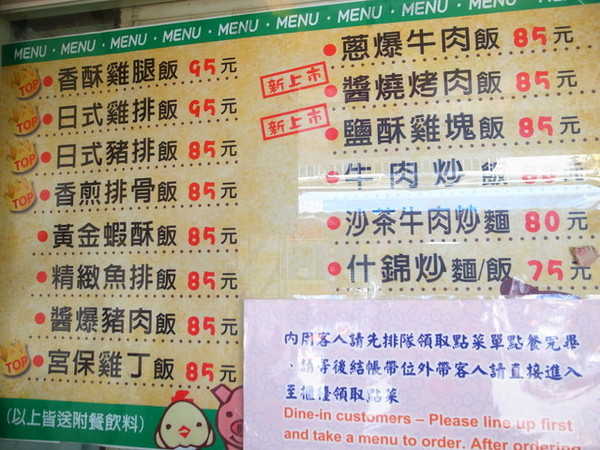 MENU · MENU · MENU · MENU · MENU · MENU · MENU · MENU · MENU · MENU · MENU
TOP 香酥雞腿飯 95元
TOP 日式雞排飯 95元
TOP 日式豬排飯 85元
TOP 香煎排骨飯 85元
黃金蝦酥飯 85元
精緻魚排飯 85元
醬爆豬肉飯 85元
TOP 宮保雞丁飯 85元
(以上皆送附餐飲料)
蔥爆牛肉飯 85元
新上市 醬燒烤肉飯 85元
新上市 鹽酥雞塊飯 85元
牛肉炒飯 元
沙茶牛肉炒麵 80元
什錦炒麵/飯 75元
內用客人請先排隊領取點菜單點餐完畢
、請等後結帳帶位外帶客人請直接進入
至櫃檯領取點菜
Dine-in customers – Please line up first
and take a menu to order. After ordering